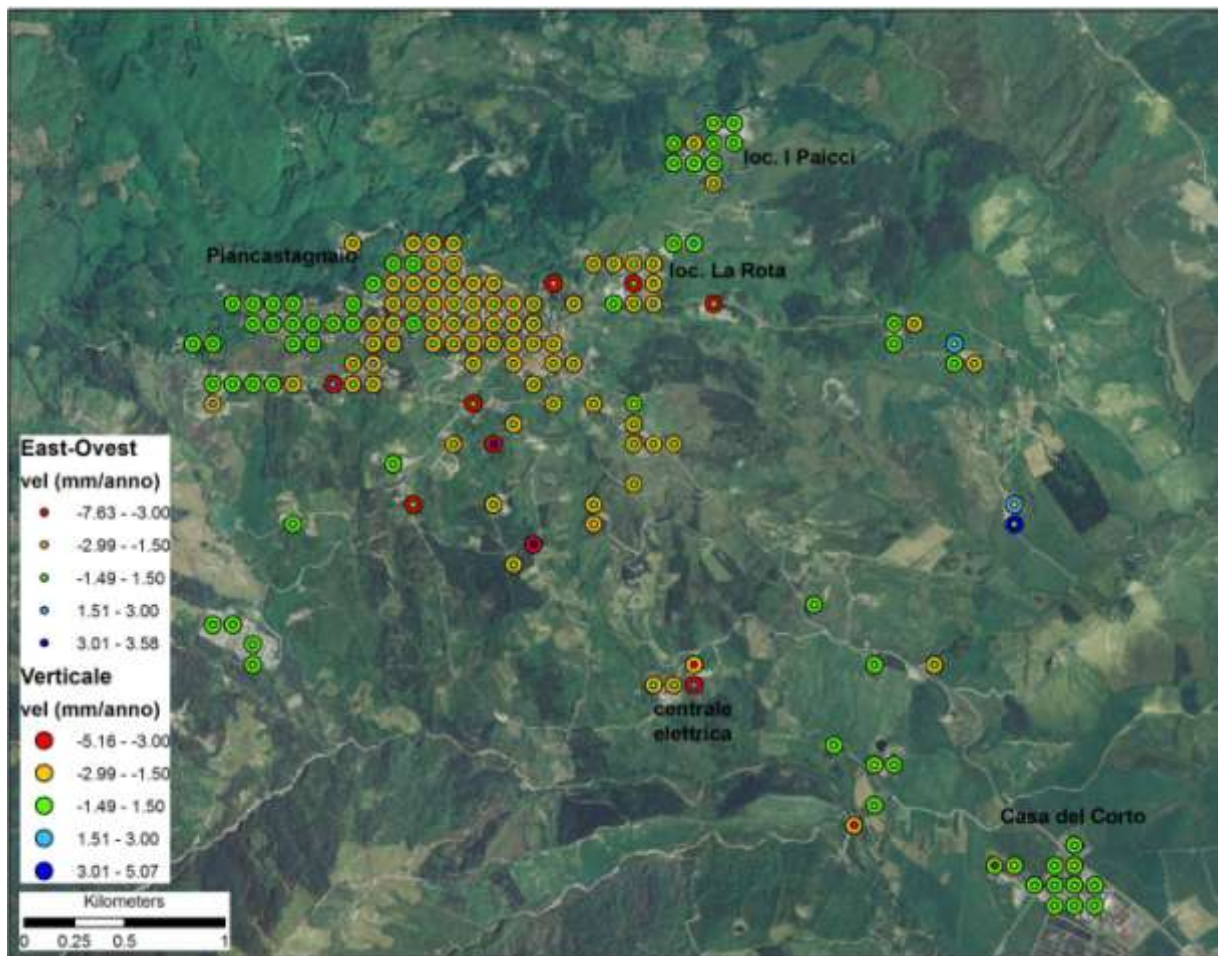 loc. I Paicci
Piancastagnaio
loc. La Rota
East-Ovest
vel (mm/anno)
-7.63 - -3.00
-2.99 - -1.50
-1.49 - 1.50
1.51 - 3.00
3.01 - 3.58
Verticale
vel (mm/anno)
-5.16 - -3.00
-2.99 - -1.50
-1.49 - 1.50
1.51 - 3.00
3.01 - 5.07
centrale
elettrica
Casa del Corto
Kilometers
0 0.25 0.5 1